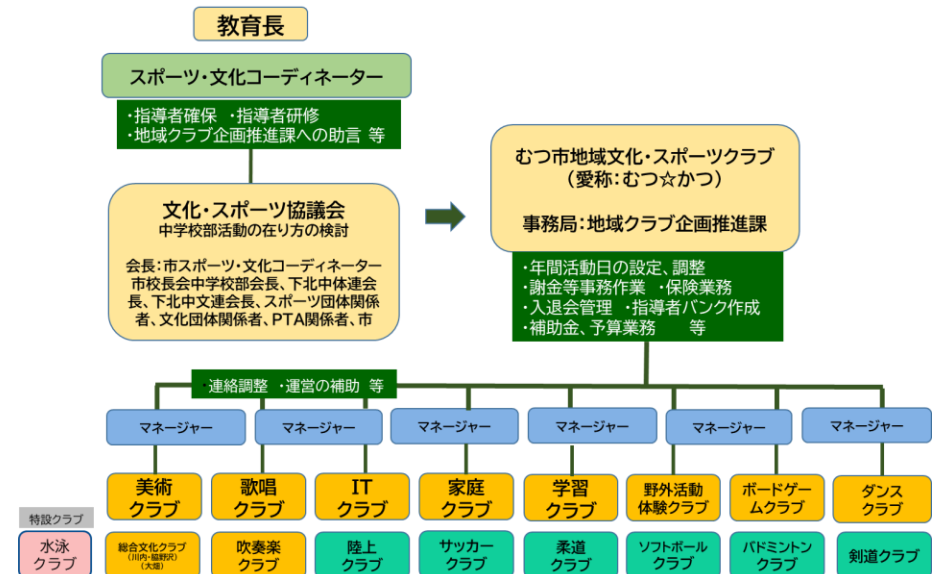 教育長
スポーツ・文化コーディネーター
・指導者確保 ・指導者研修
・地域クラブ企画推進課への助言 等
文化・スポーツ協議会
中学校部活動の在り方の検討
会長:市スポーツ・文化コーディネーター
市校長会中学校部会長、下北中体連会
長、下北中文連会長、スポーツ団体関係
者、文化団体関係者、PTA関係者、市
むつ市地域文化・スポーツクラブ
(愛称:むつ☆かつ)
事務局:地域クラブ企画推進課
・年間活動日の設定、調整
・謝金等事務作業 ・保険業務
・入退会管理 ・指導者バンク作成
・補助金、予算業務 等
・連絡調整 ・運営の補助 等
マネージャー
マネージャー
マネージャー
マネージャー
マネージャー
マネージャー
美術
クラブ
歌唱
クラブ
IT
クラブ
家庭
クラブ
学習
クラブ
野外活動
体験クラブ
ボードゲー
ムクラブ
ダンス
クラブ
特設クラブ
水泳
クラブ
総合文化クラブ
(川内・脇野沢)
(大畑)
吹奏楽
クラブ
陸上
クラブ
サッカー
クラブ
柔道
クラブ
ソフトボール
クラブ
バドミントン
クラブ
剣道クラブ